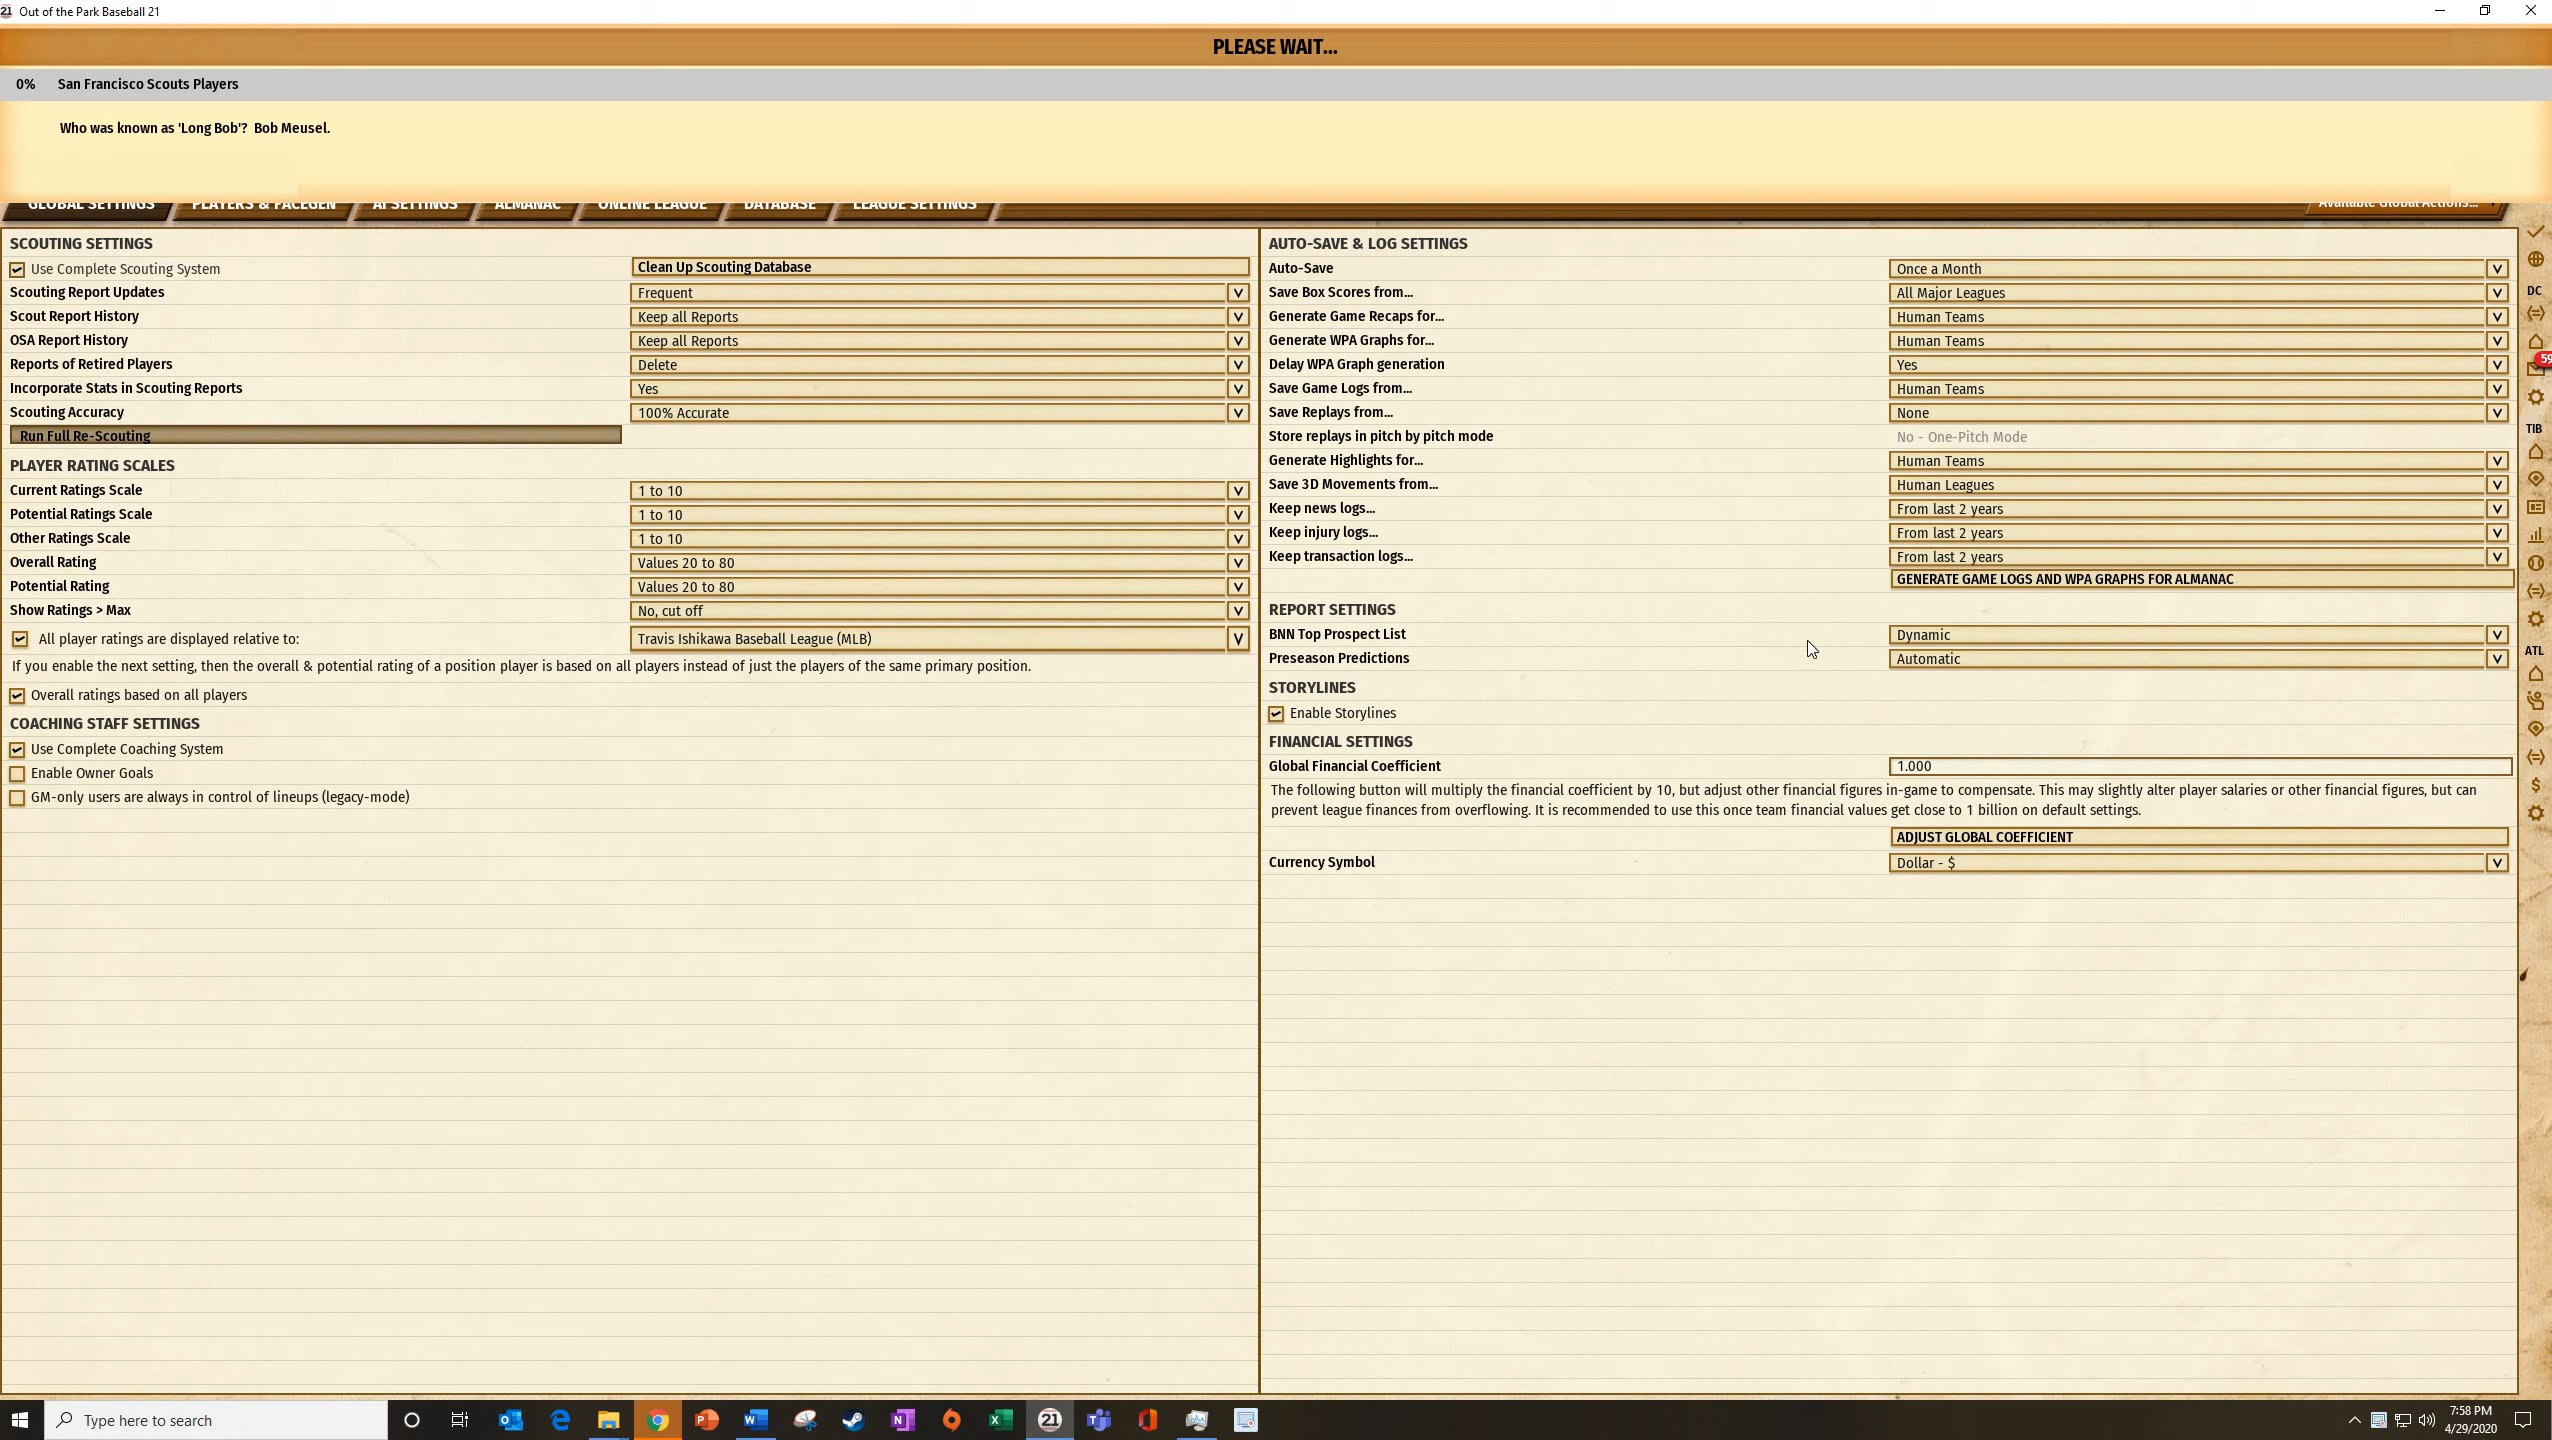 21 Out of the Park Baseball 21
PLEASE WAIT...
0% San Francisco Scouts Players
Who was known as 'Long Bob'? Bob Meusel.
GLOBAL SETTINGS PLAYERS & FACEGEN AI SETTINGS ALMANAC ONLINE LEAGUE DATABASE LEAGUE SETTINGS Available Global Actions...
SCOUTING SETTINGS
Use Complete Scouting System Clean Up Scouting Database
Scouting Report Updates Frequent
Scout Report History Keep all Reports
OSA Report History Keep all Reports
Reports of Retired Players Delete
Incorporate Stats in Scouting Reports Yes
Scouting Accuracy 100% Accurate
Run Full Re-Scouting
PLAYER RATING SCALES
Current Ratings Scale 1 to 10
Potential Ratings Scale 1 to 10
Other Ratings Scale 1 to 10
Overall Rating Values 20 to 80
Potential Rating Values 20 to 80
Show Ratings > Max No, cut off
All player ratings are displayed relative to: Travis Ishikawa Baseball League (MLB)
If you enable the next setting, then the overall & potential rating of a position player is based on all players instead of just the players of the same primary position.
Overall ratings based on all players
COACHING STAFF SETTINGS
Use Complete Coaching System
Enable Owner Goals
GM-only users are always in control of lineups (legacy-mode)
AUTO-SAVE & LOG SETTINGS
Auto-Save Once a Month
Save Box Scores from... All Major Leagues
Generate Game Recaps for... Human Teams
Generate WPA Graphs for... Human Teams
Delay WPA Graph generation Yes
Save Game Logs from... Human Teams
Save Replays from... None
Store replays in pitch by pitch mode No - One-Pitch Mode
Generate Highlights for... Human Teams
Save 3D Movements from... Human Leagues
Keep news logs... From last 2 years
Keep injury logs... From last 2 years
Keep transaction logs... From last 2 years
GENERATE GAME LOGS AND WPA GRAPHS FOR ALMANAC
REPORT SETTINGS
BNN Top Prospect List Dynamic
Preseason Predictions Automatic
STORYLINES
Enable Storylines
FINANCIAL SETTINGS
Global Financial Coefficient 1.000
The following button will multiply the financial coefficient by 10, but adjust other financial figures in-game to compensate. This may slightly alter player salaries or other financial figures, but can
prevent league finances from overflowing. It is recommended to use this once team financial values get close to 1 billion on default settings.
ADJUST GLOBAL COEFFICIENT
Currency Symbol Dollar - $
DC
59
TIB
ATL
Type here to search
21
7:58 PM
4/29/2020